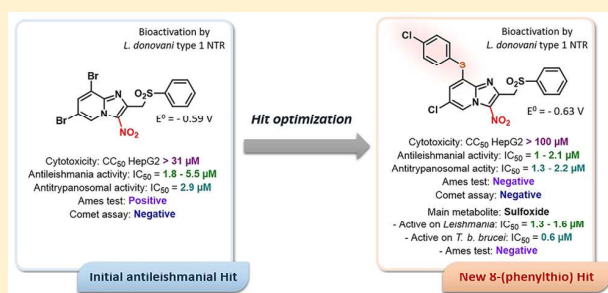 Bioactivation by
L. donovani type 1 NTR
Br
Br
N
N
NO₂
SO₂
E⁰ = - 0.59 V
Cytotoxicity: CC₅₀ HepG2 > 31 µM
Antileishmania activity: IC₅₀ = 1.8 - 5.5 µM
Antitrypanosomal activity: IC₅₀ = 2.9 µM
Ames test: Positive
Comet assay: Negative
Initial antileishmanial Hit
Hit optimization
Bioactivation by
L. donovani type 1 NTR
Cl
S
Cl
N
N
NO₂
SO₂
E⁰ = - 0.63 V
Cytotoxicity: CC₅₀ HepG2 > 100 µM
Antileishmanial activity: IC₅₀ = 1 - 2.1 µM
Antitrypanosomal activity: IC₅₀ = 1.3 - 2.2 µM
Ames test: Negative
Comet assay: Negative
Main metabolite: Sulfoxide
- Active on Leishmania: IC₅₀ = 1.3 - 1.6 µM
- Active on T. b. brucei: IC₅₀ = 0.6 µM
- Ames test: Negative
New 8-(phenylthio) Hit